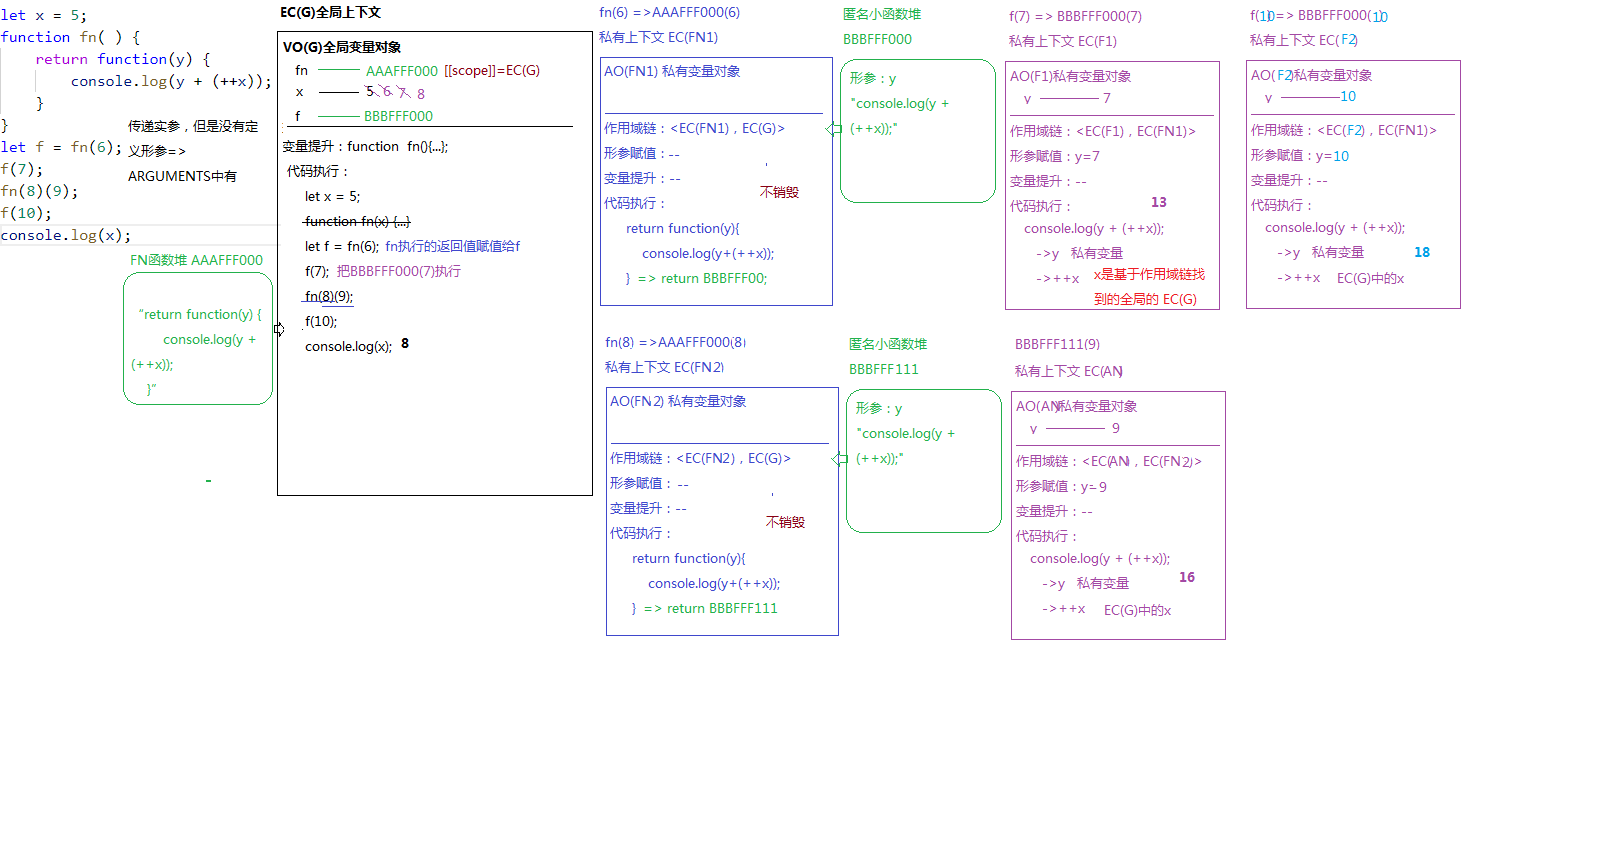 let x = 5;
function fn( ) {
return function(y) {
console.log(y + (++x));
}
}
let f = fn(6);
f(7);
fn(8)(9);
f(10);
console.log(x);
传递实参，但是没有定
义形参=>
ARGUMENTS中有
FN函数堆 AAAFFF000
“return function(y) {
console.log(y +
(++x));
}”
EC(G)全局上下文
VO(G)全局变量对象
fn AAAFFF000 [[scope]]=EC(G)
x 5 6 7 8
f BBBFFF000
变量提升：function fn(){...};
代码执行：
let x = 5;
function fn(x) {...}
let f = fn(6); fn执行的返回值赋值给f
f(7); 把BBBFFF000(7)执行
fn(8)(9);
f(10);
console.log(x); 8
fn(6) =>AAAFFF000(6)
私有上下文 EC(FN1)
AO(FN1) 私有变量对象
作用域链：<EC(FN1)，EC(G)>
形参赋值：--
变量提升：--
不销毁
代码执行：
return function(y){
console.log(y+(++x));
} => return BBBFFF00;
匿名小函数堆
BBBFFF000
形参：y
"console.log(y +
(++x));"
f(7) => BBBFFF000(7)
私有上下文 EC(F1)
AO(F1)私有变量对象
y 7
作用域链：<EC(F1)，EC(FN1)>
形参赋值：y=7
变量提升：--
代码执行： 13
console.log(y + (++x));
->y 私有变量
->++x x是基于作用域链找
到的全局的 EC(G)
f(10=> BBBFFF000(10
私有上下文 EC( F2)
AO( F2)私有变量对象
y 10
作用域链：<EC(F2)，EC(FN1)>
形参赋值：y=10
变量提升：--
代码执行：
console.log(y + (++x));
->y 私有变量 18
->++x EC(G)中的x
fn(8) =>AAAFFF000(8)
私有上下文 EC(FN2)
AO(FN2) 私有变量对象
作用域链：<EC(FN2)，EC(G)>
形参赋值：--
变量提升：--
不销毁
代码执行：
return function(y){
console.log(y+(++x));
} => return BBBFFF111
匿名小函数堆
BBBFFF111
形参：y
"console.log(y +
(++x));"
BBBFFF111(9)
私有上下文 EC(AN)
AO(AN)私有变量对象
y 9
作用域链：<EC(AN)，EC(FN2)>
形参赋值：y=9
变量提升：--
代码执行：
console.log(y + (++x));
->y 私有变量 16
->++x EC(G)中的x